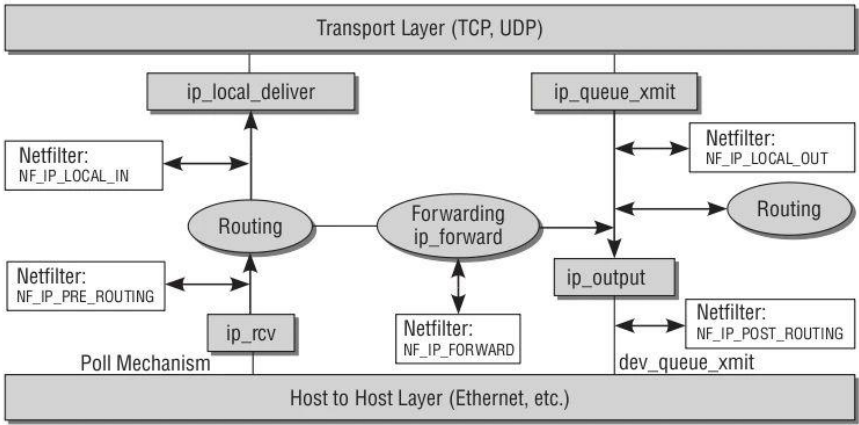 Transport Layer (TCP, UDP)
ip_local_deliver
ip_queue_xmit
Netfilter:
NF_IP_LOCAL_IN
Netfilter:
NF_IP_LOCAL_OUT
Routing
Forwarding
ip_forward
Routing
Netfilter:
NF_IP_PRE_ROUTING
ip_output
ip_rcv
Netfilter:
NF_IP_FORWARD
Netfilter:
NF_IP_POST_ROUTING
Poll Mechanism
dev_queue_xmit
Host to Host Layer (Ethernet, etc.)